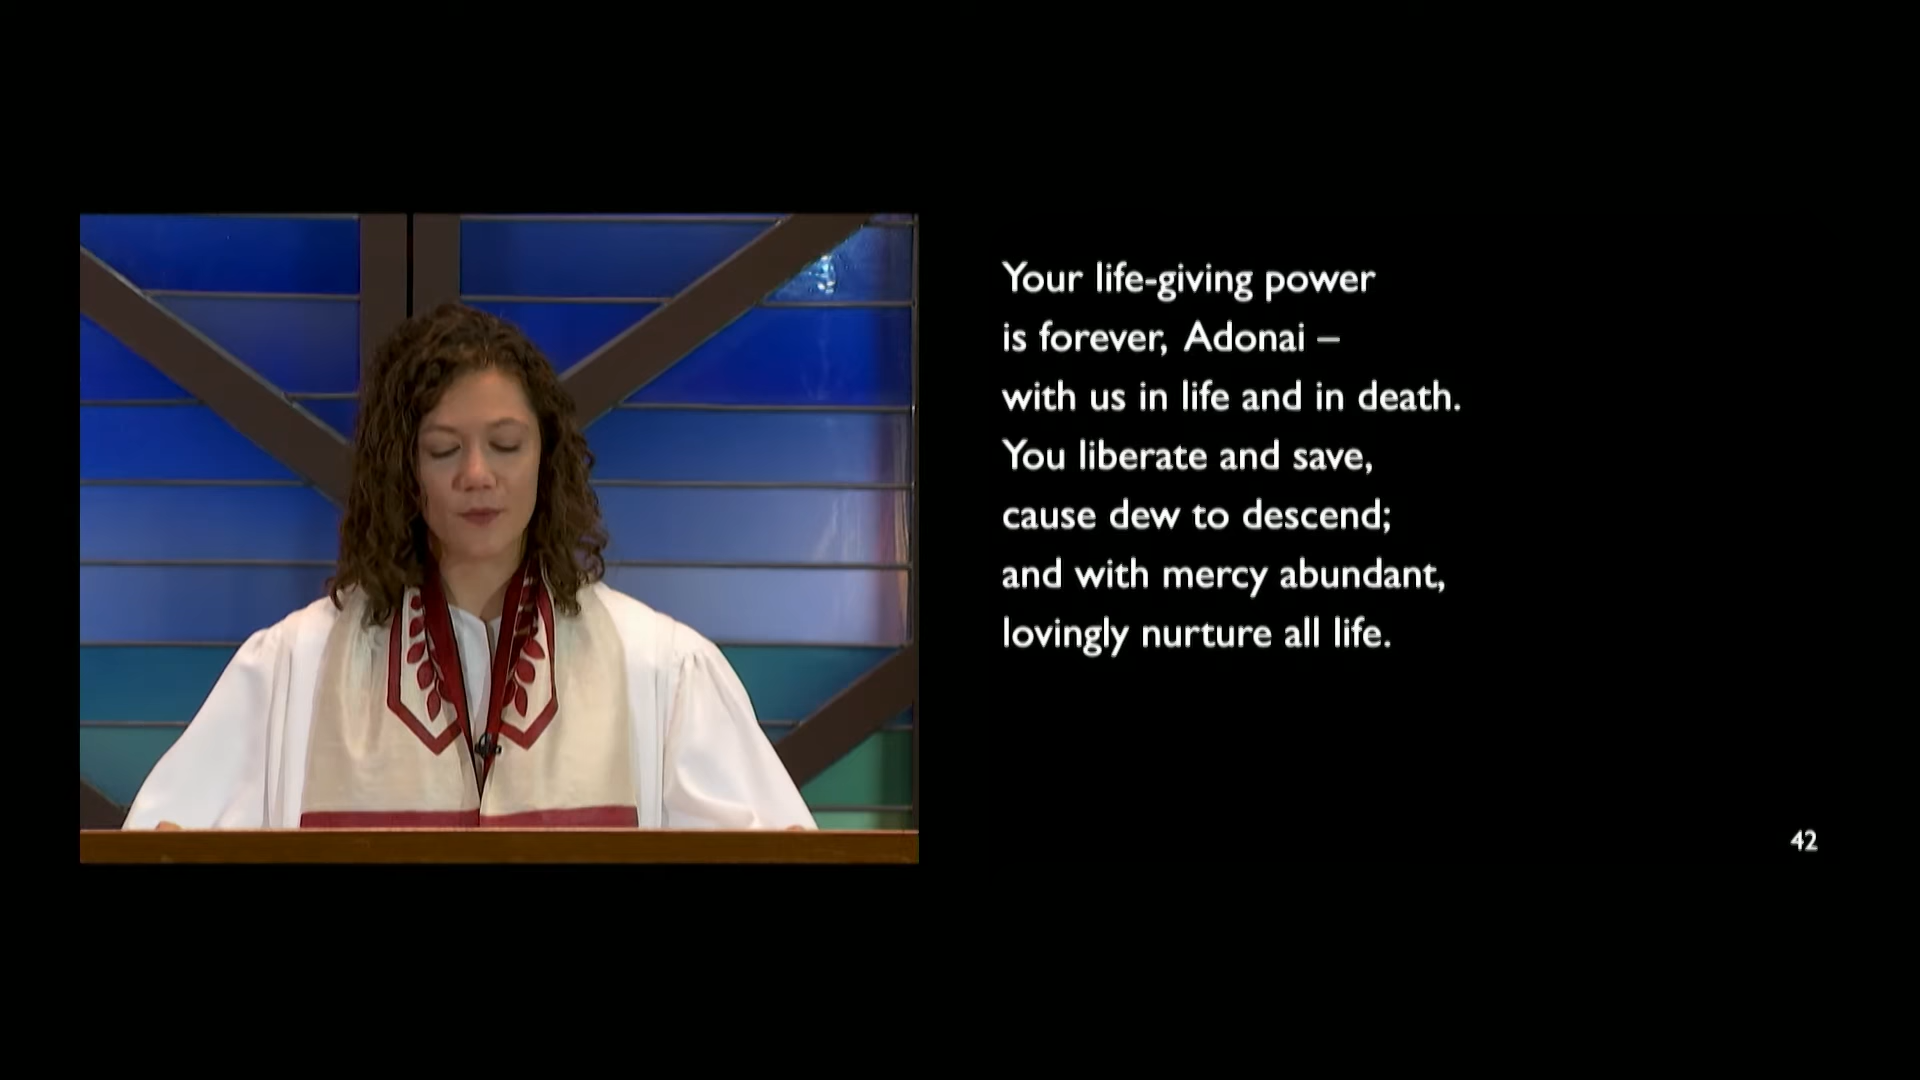 Your life-giving power
is forever, Adonai –
with us in life and in death.
You liberate and save,
cause dew to descend;
and with mercy abundant,
lovingly nurture all life.
42